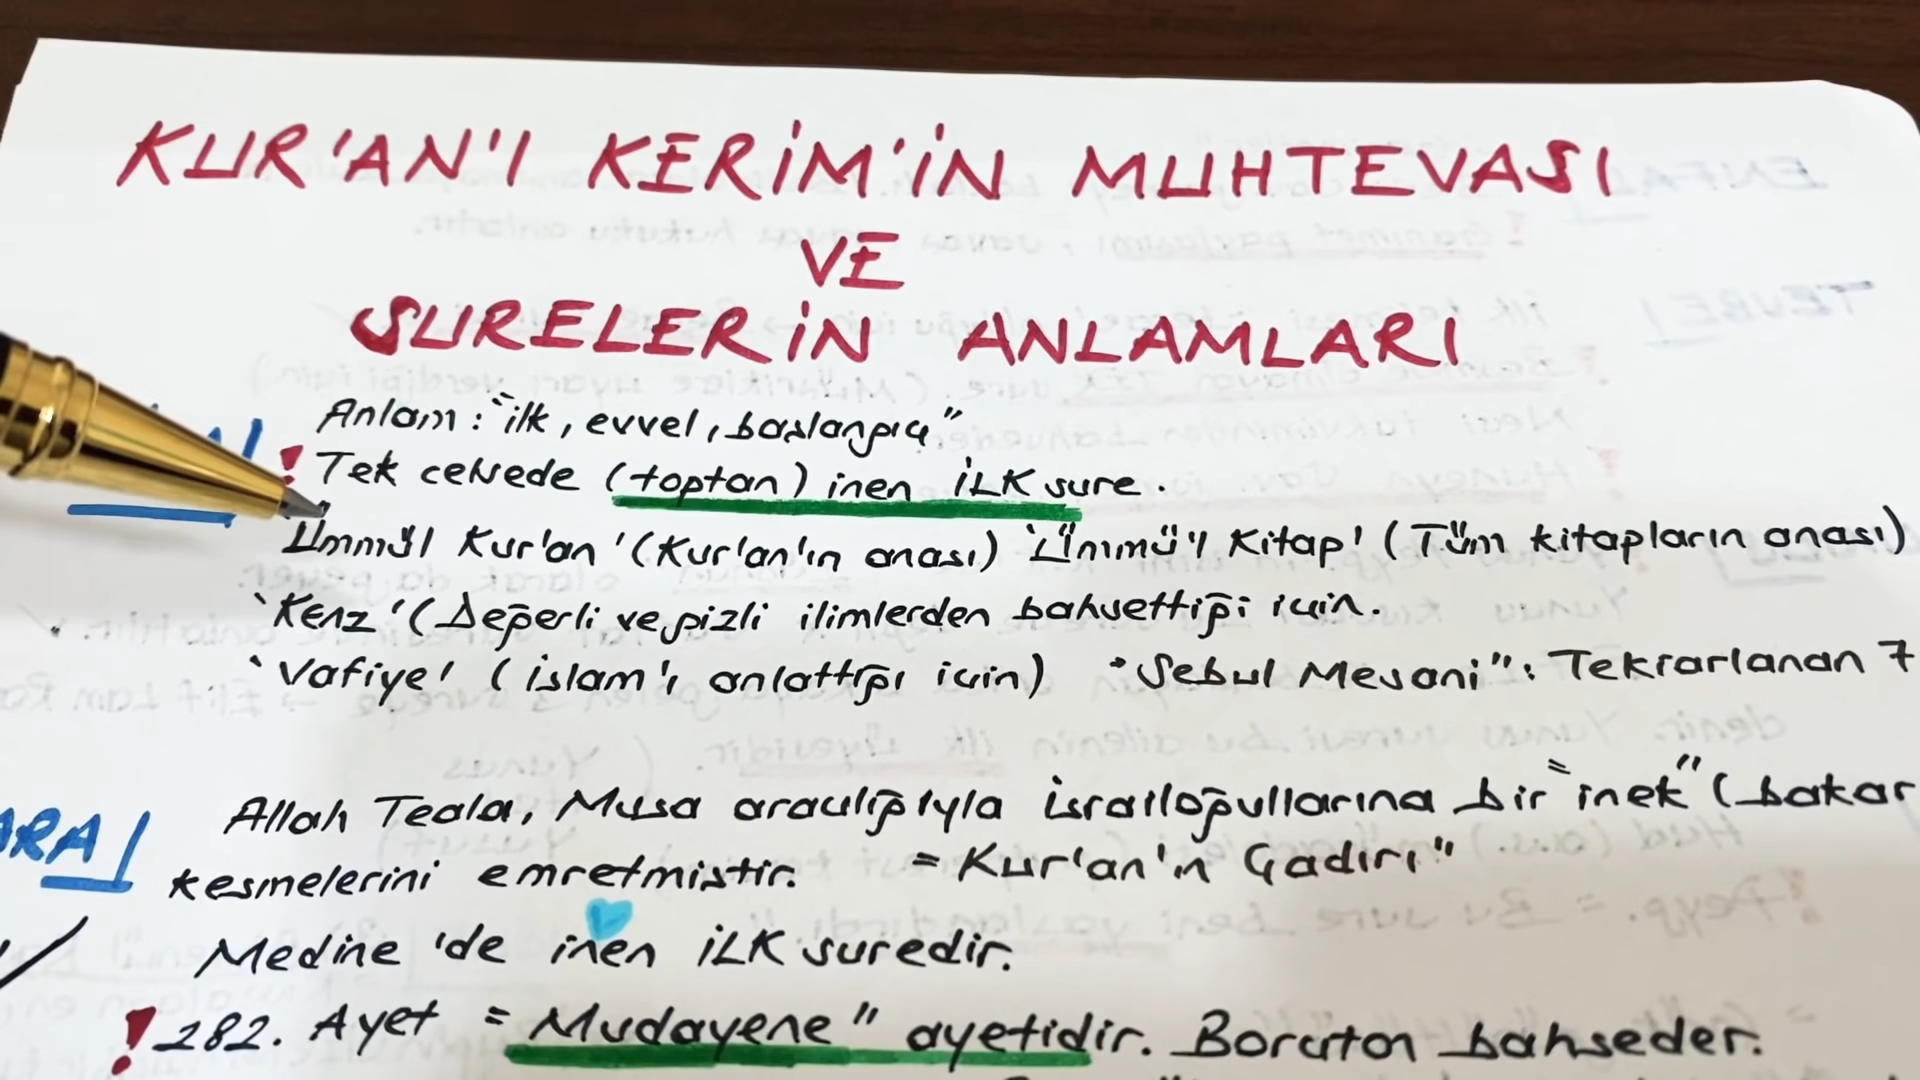 KUR'AN'I KERİM'İN MUHTEVASI
VE
SURELERİN ANLAMLARI
Anlam: "ilk, evvel, başlangıç"
! Tek celsede (toptan) inen İLK sure.
Ümmül Kur'an' (Kur'an'ın anası) 'Ümmü'l Kitap' (Tüm kitapların anası)
'Kenz' (Değerli ve gizli ilimlerden bahsettiği için.
'Vafiye' (İslam'ı anlattığı için) "Sebul Mesani": Tekrarlanan 7
Allah Teala, Musa aracılığıyla İsrailoğullarına bir "inek" (bakar
ARA
kesmelerini emretmiştir. "Kur'an'ın Çadırı"
Medine 'de inen İLK suredir.
! 282. Ayet "Mudayene" ayetidir. Borçtan bahseder.